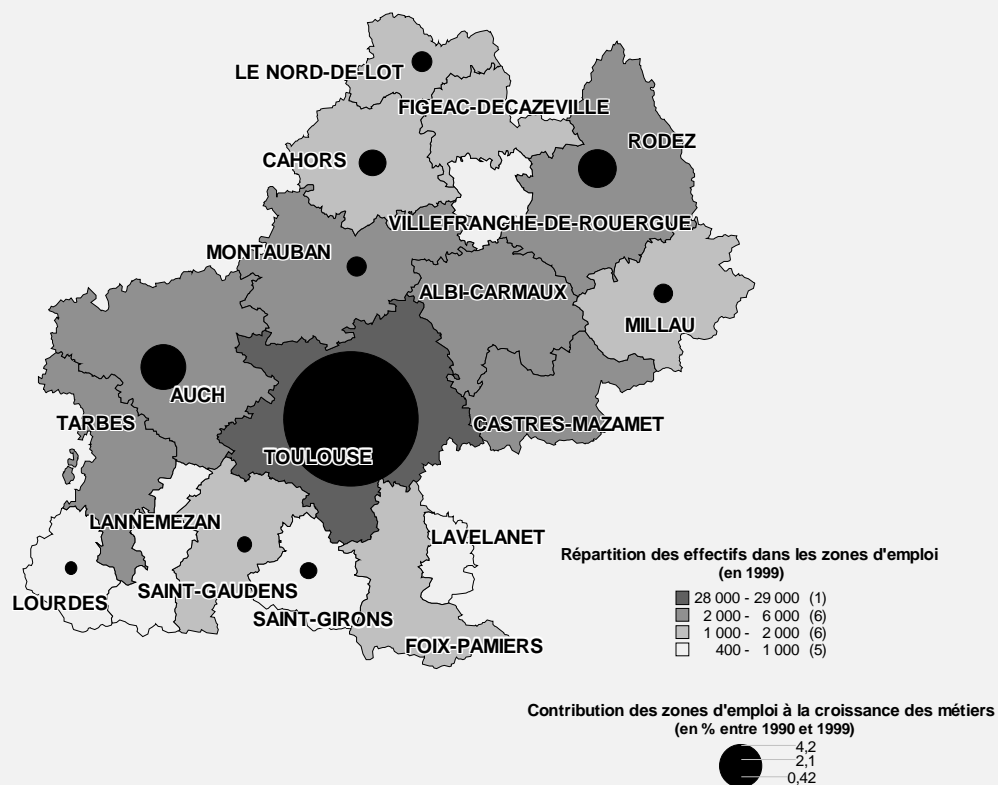 LE NORD-DE-LOT
FIGEAC-DECAZEVILLE
RODEZ
CAHORS
VILLEFRANCHE-DE-ROUERGUE
MONTAUBAN
ALBI-CARMAUX
MILLAU
AUCH
TARBES
CASTRES-MAZAMET
TOULOUSE
LANNEMEZAN
LAVELANET
SAINT-GAUDENS
LOURDES
SAINT-GIRONS
FOIX-PAMIERS
Répartition des effectifs dans les zones d'emploi
(en 1999)
28 000 - 29 000 (1)
2 000 - 6 000 (6)
1 000 - 2 000 (6)
400 - 1 000 (5)
Contribution des zones d'emploi à la croissance des métiers
(en % entre 1990 et 1999)
4,2
2,1
0,42